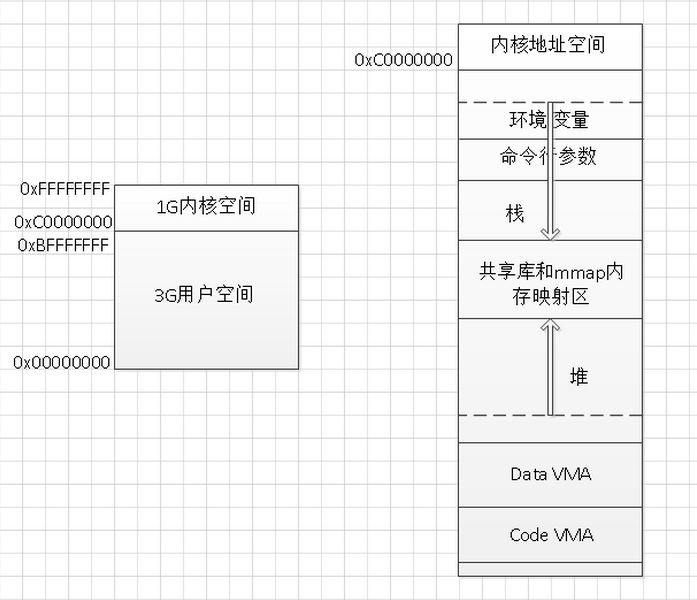 0xFFFFFFFF
1G内核空间
0xC0000000
0xBFFFFFFF
3G用户空间
0x00000000
内核地址空间
0xC0000000
环境变量
命令行参数
栈
共享库和mmap内
存映射区
堆
Data VMA
Code VMA